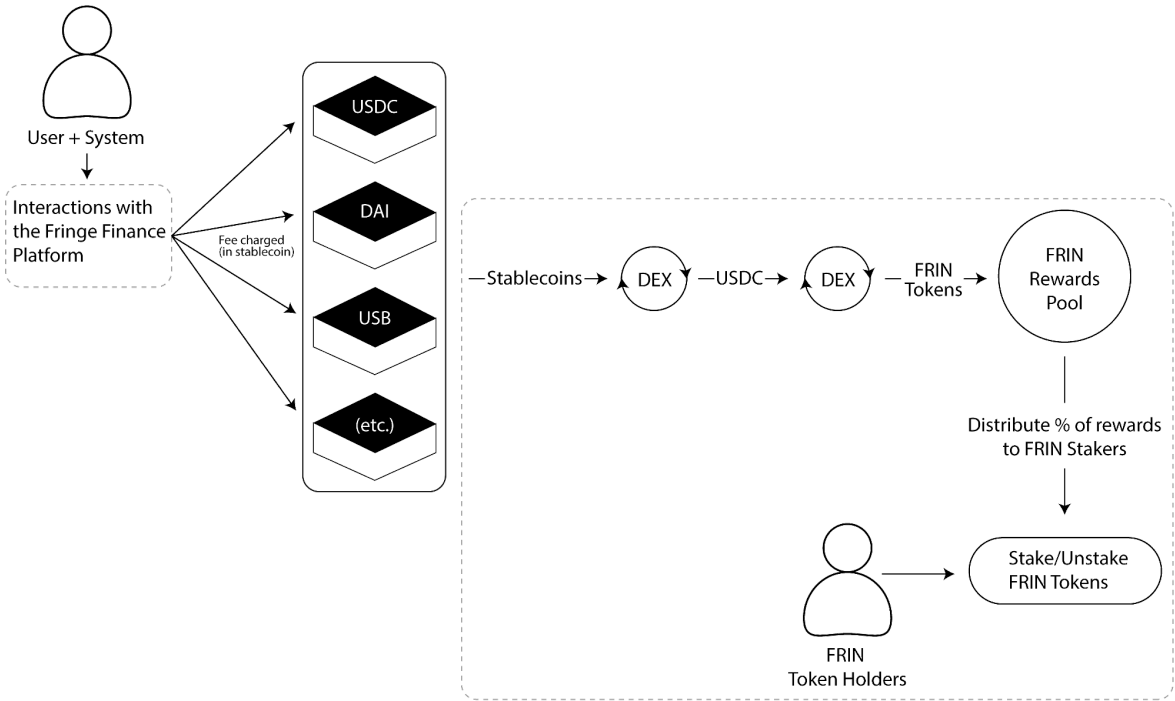 User + System
Interactions with
the Fringe Finance
Platform
Fee charged
(in stablecoin)
USDC
DAI
USB
(etc.)
Stablecoins
DEX
USDC
DEX
FRIN
Tokens
FRIN
Rewards
Pool
Distribute % of rewards
to FRIN Stakers
Stake/Unstake
FRIN Tokens
FRIN
Token Holders